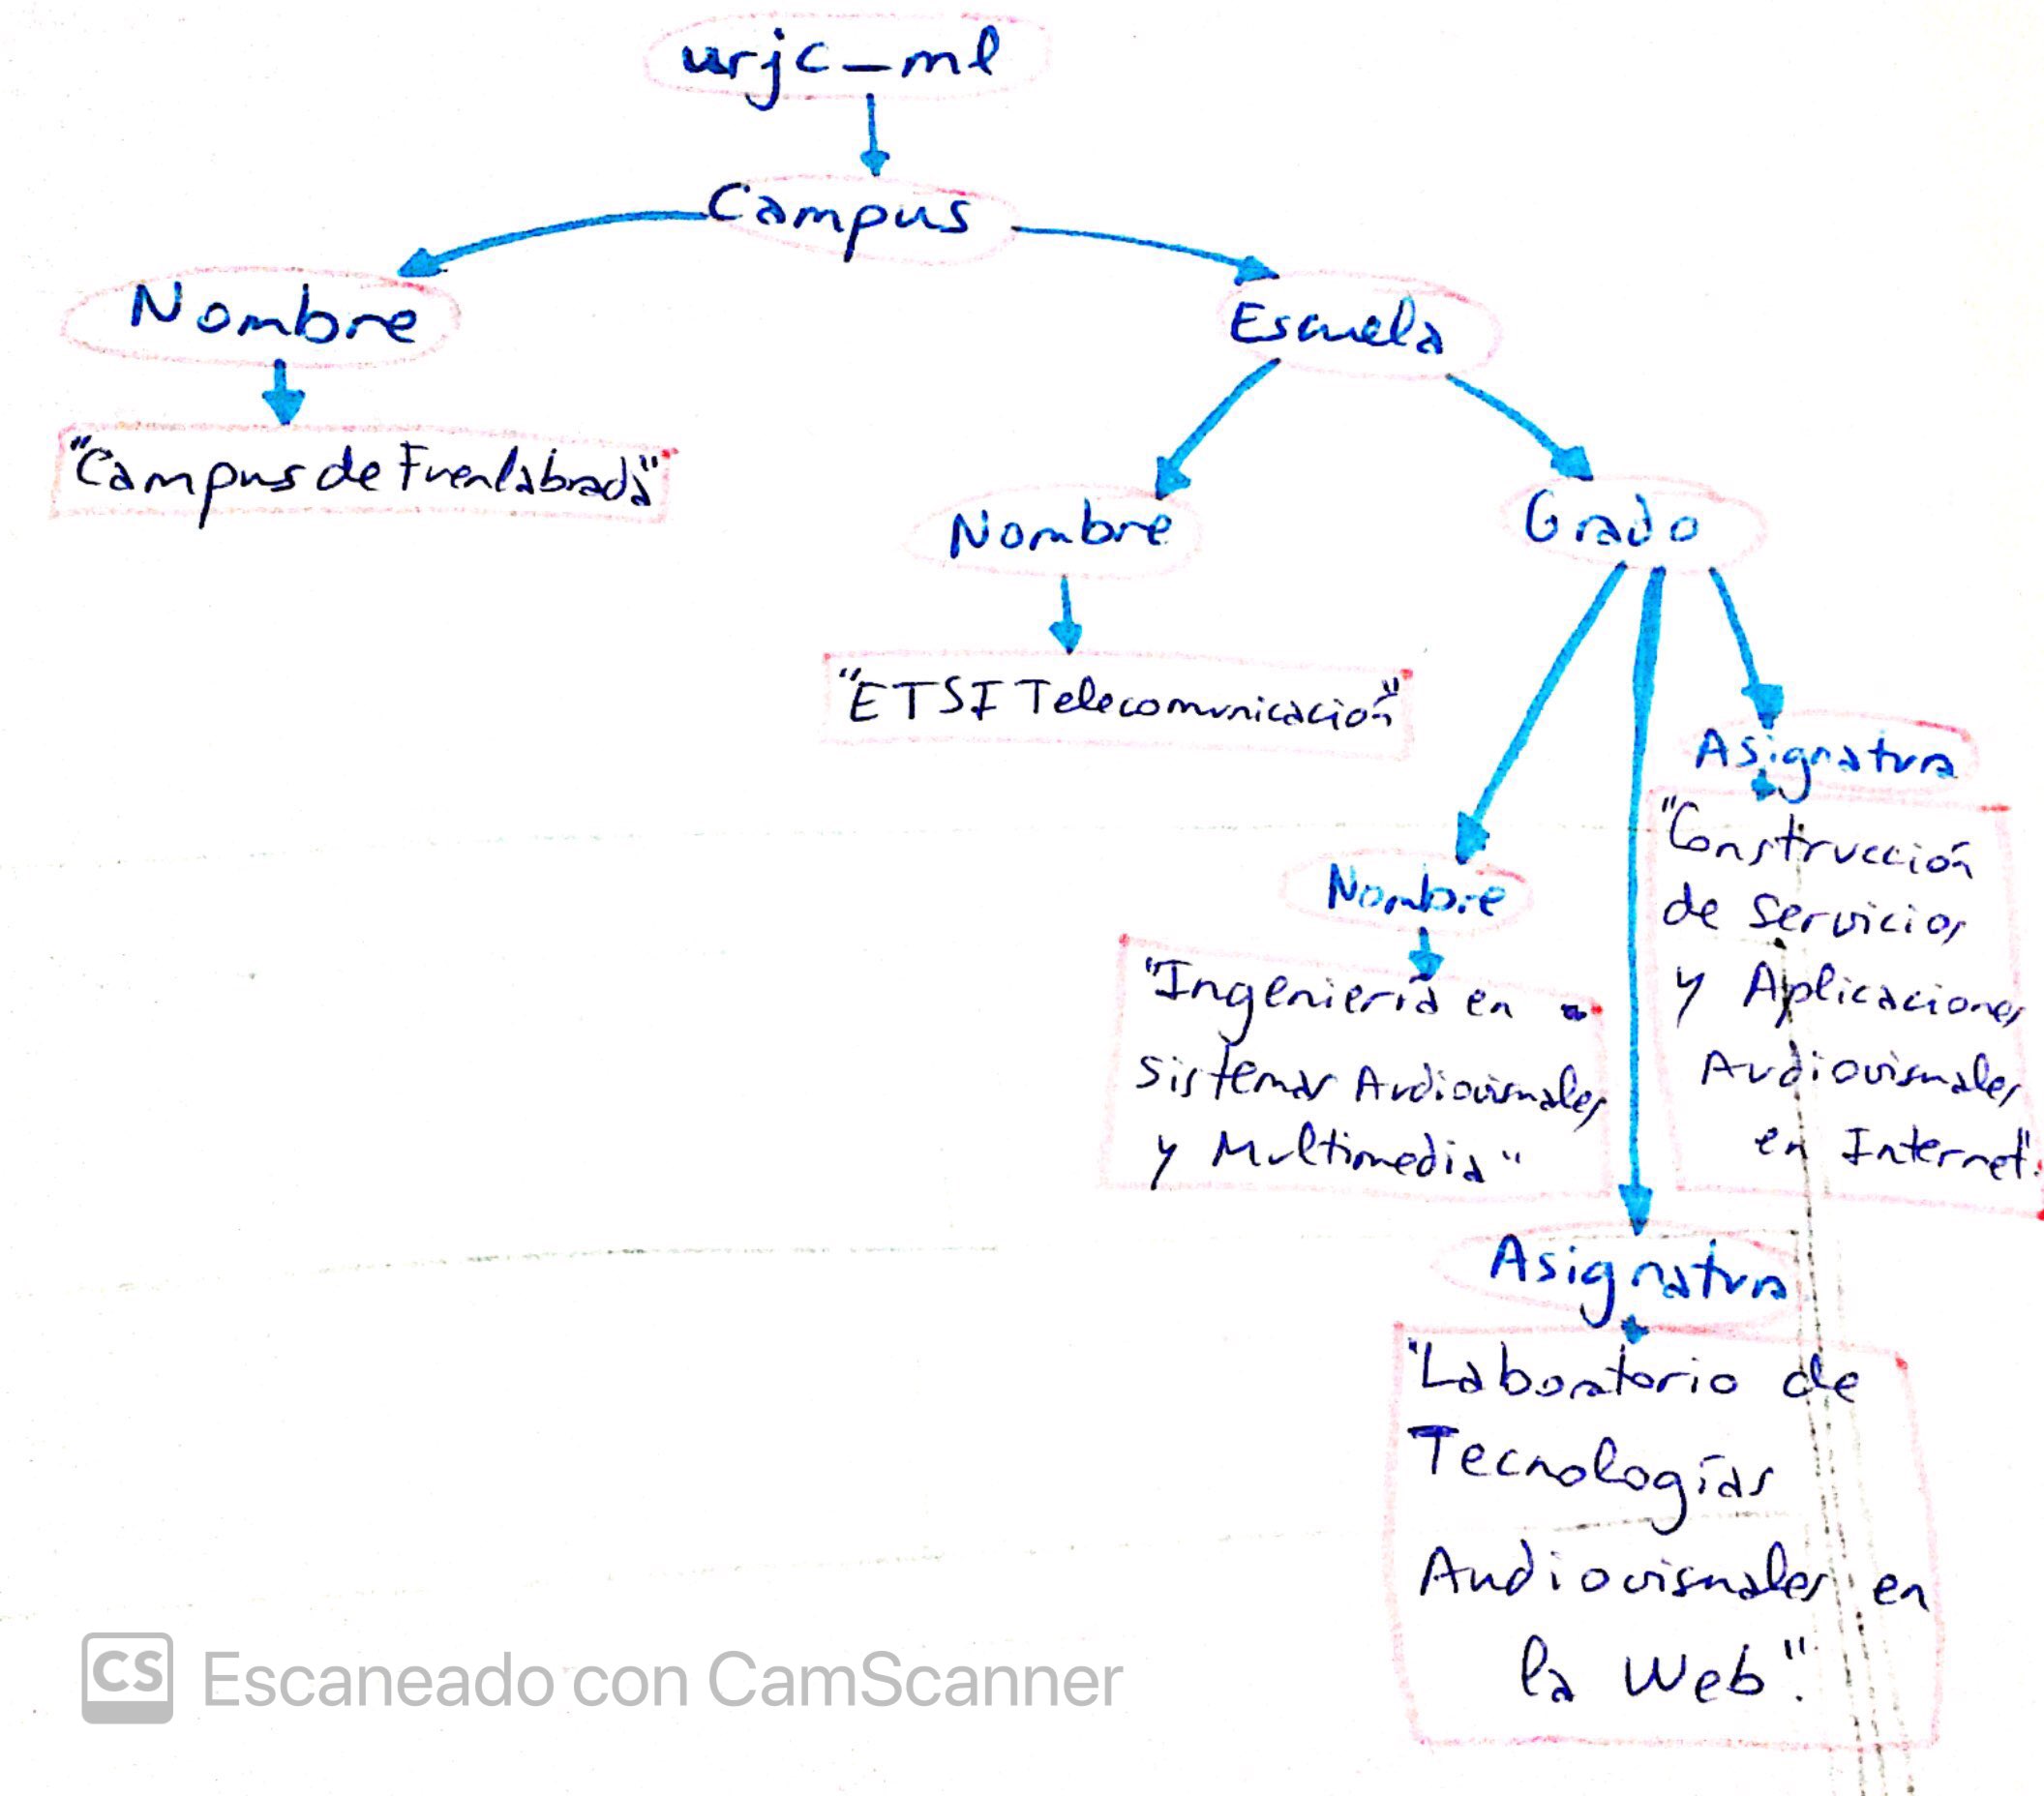 urjc_ml
Campus
Nombre
Escuela
"Campus de Fuenlabrada"
Nombre
Grado
"ETSI Telecomunicación"
Asignatura
"Construcción
de Servicios
y Aplicaciones
Audiovisuales
en Internet".
Nombre
"Ingeniería en
Sistemas Audiovisuales
y Multimedia"
Asignatura
"Laboratorio de
Tecnologías
Audiovisuales en
la Web".
CS Escaneado con CamScanner